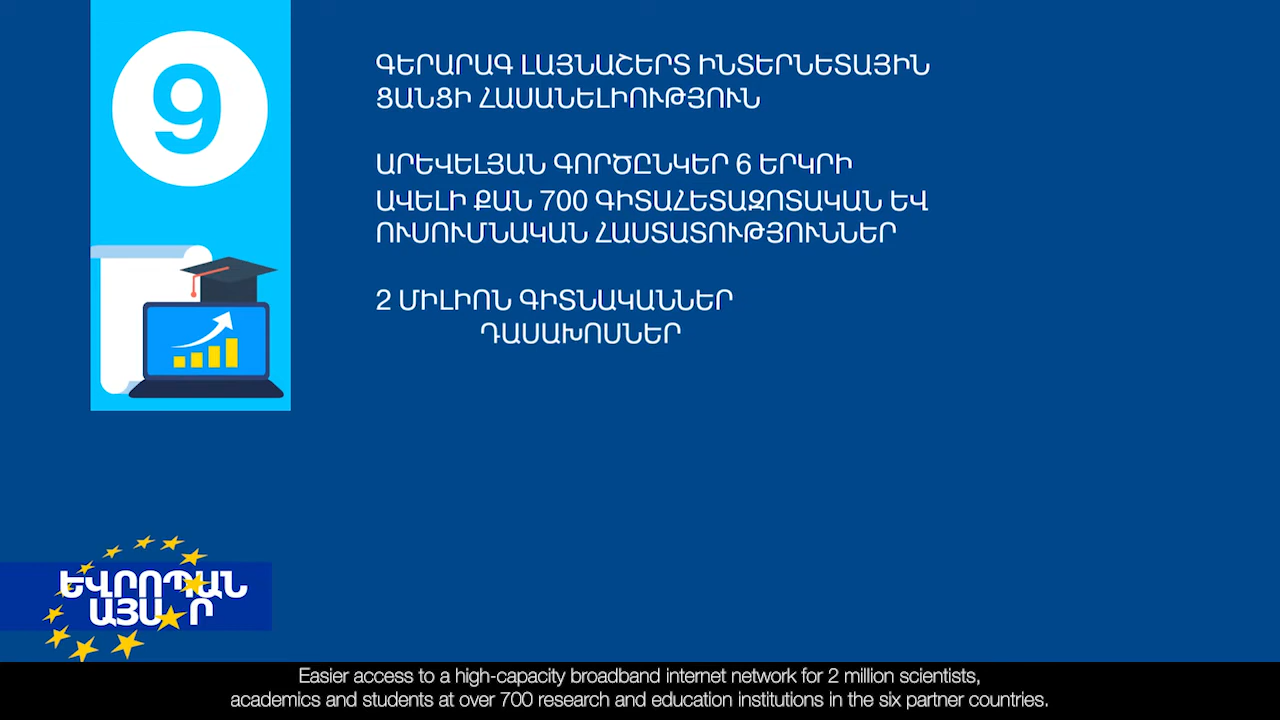 9
ԳԵՐԱՐԱԳ ԼԱՅՆԱՇԵՐՏ ԻՆՏԵՐՆԵՏԱՅԻՆ
ՑԱՆՑԻ ՀԱՍԱՆԵԼԻՈՒԹՅՈՒՆ
ԱՐԵՎԵԼՅԱՆ ԳՈՐԾԸՆԿԵՐ 6 ԵՐԿՐԻ
ԱՎԵԼԻ ՔԱՆ 700 ԳԻՏԱՀԵՏԱԶՈՏԱԿԱՆ ԵՎ
ՈՒՍՈՒՄՆԱԿԱՆ ՀԱՍՏԱՏՈՒԹՅՈՒՆՆԵՐ
2 ՄԻԼԻՈՆ ԳԻՏՆԱԿԱՆՆԵՐ
ԴԱՍԱԽՈՍՆԵՐ
ԵՎՐՈՊԱՆ
Easier access to a high-capacity broadband internet network for 2 million scientists,
academics and students at over 700 research and education institutions in the six partner countries.